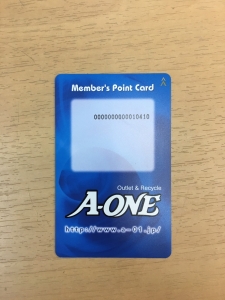 Member's Point Card
0000000000010410
Outlet & Recycle
A-ONE
http://www.a-01.jp/